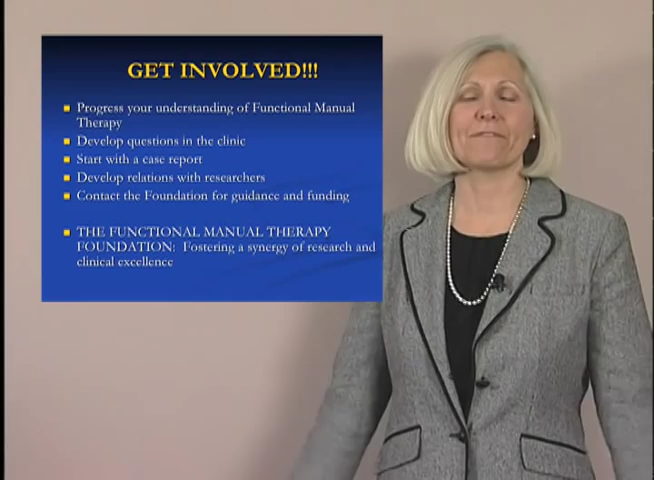 GET INVOLVED!!!
Progress your understanding of Functional Manual
Therapy
Develop questions in the clinic
Start with a case report
Develop relations with researchers
Contact the Foundation for guidance and funding
THE FUNCTIONAL MANUAL THERAPY
FOUNDATION: Fostering a synergy of research and
clinical excellence